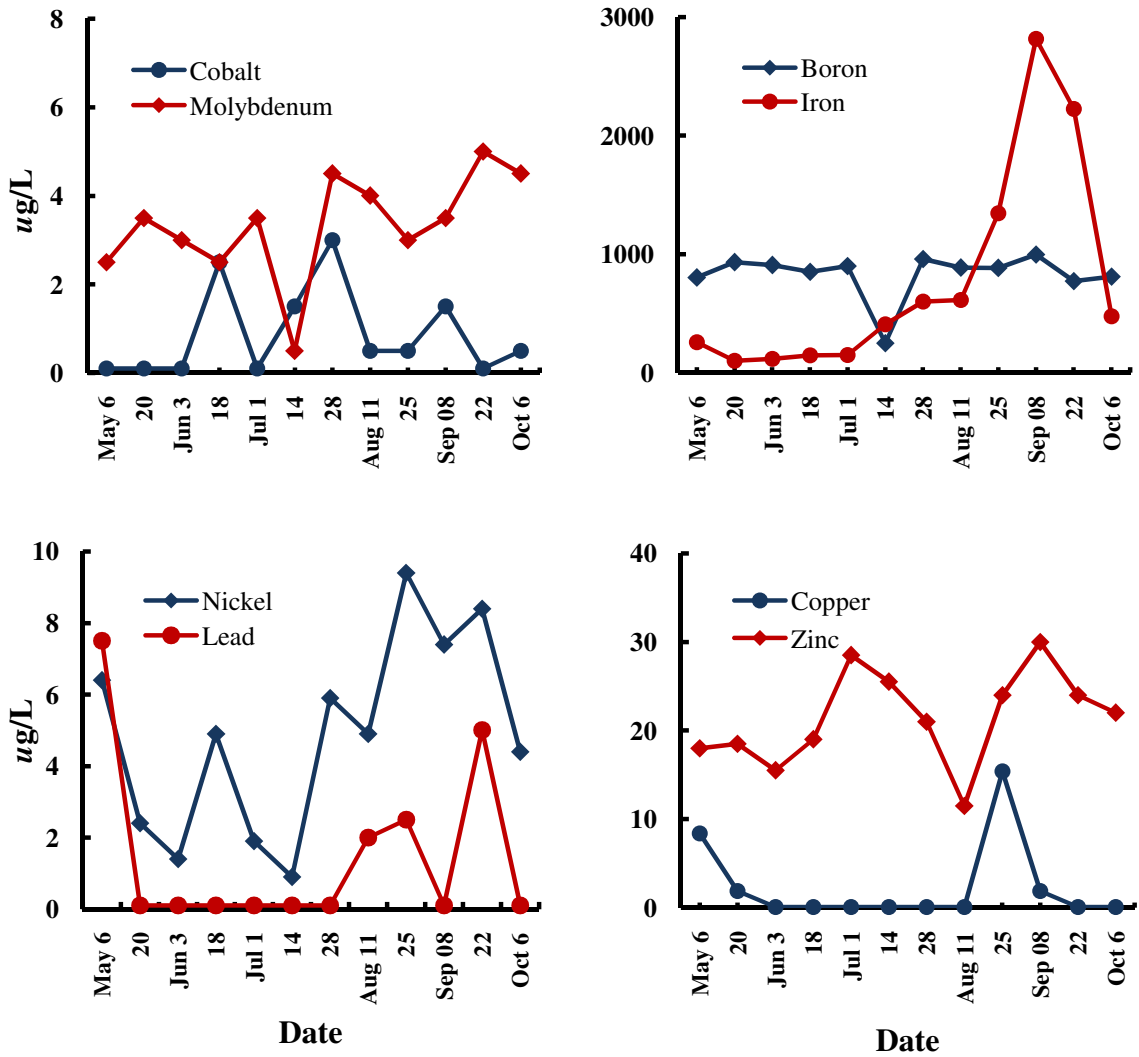 8
6
4
2
0
ug/L
Cobalt
Molybdenum
May 6
20
Jun 3
18
Jul 1
14
28
Aug 11
25
Sep 08
22
Oct 6
3000
2000
1000
0
Boron
Iron
May 6
20
Jun 3
18
Jul 1
14
28
Aug 11
25
Sep 08
22
Oct 6
10
8
6
4
2
0
ug/L
Nickel
Lead
May 6
20
Jun 3
18
Jul 1
14
28
Aug 11
25
Sep 08
22
Oct 6
Date
40
30
20
10
0
Copper
Zinc
May 6
20
Jun 3
18
Jul 1
14
28
Aug 11
25
Sep 08
22
Oct 6
Date